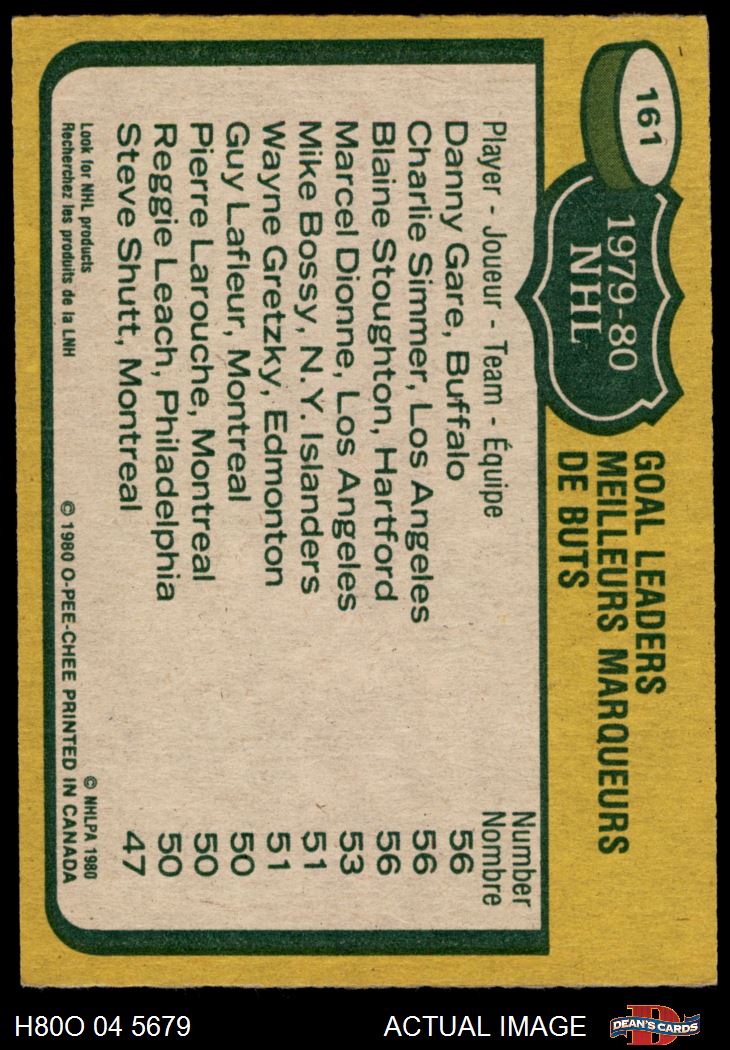 161
1979-80
NHL
GOAL LEADERS
MEILLEURS MARQUEURS
DE BUTS
Player - Joueur - Team - Équipe Number
Nombre
Danny Gare, Buffalo 56
Charlie Simmer, Los Angeles 56
Blaine Stoughton, Hartford 56
Marcel Dionne, Los Angeles 53
Mike Bossy, N.Y. Islanders 51
Wayne Gretzky, Edmonton 51
Guy Lafleur, Montreal 50
Pierre Larouche, Montreal 50
Reggie Leach, Philadelphia 50
Steve Shutt, Montreal 47
Look for NHL products © NHLPA 1980
Recherchez les produits de la LNH © 1980 O-PEE-CHEE PRINTED IN CANADA
H80O 04 5679 ACTUAL IMAGE D DEAN'S CARDS